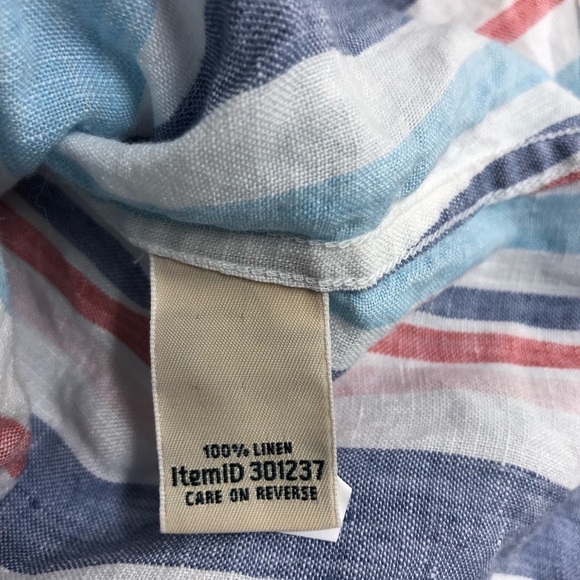 100% LINEN
ItemID 301237
CARE ON REVERSE